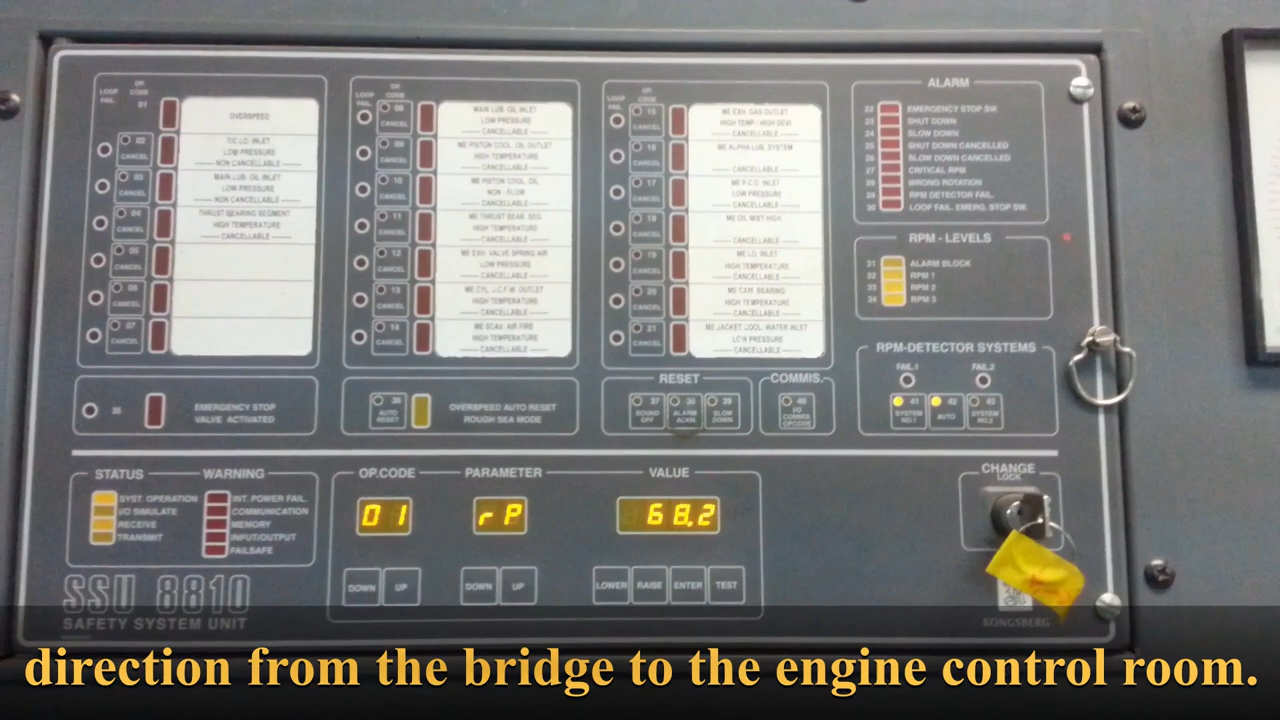 LOOP FAIL.
OP. CODE
01
OVERSPEED
02
CANCEL
T/C L.O. INLET
LOW PRESSURE
NON CANCELLABLE
03
CANCEL
MAIN LUB. OIL INLET
LOW PRESSURE
NON CANCELLABLE
04
CANCEL
THRUST BEARING SEGMENT
HIGH TEMPERATURE
CANCELLABLE
05
CANCEL
06
CANCEL
07
CANCEL
LOOP FAIL.
OP. CODE
08
CANCEL
MAIN LUB. OIL INLET
LOW PRESSURE
CANCELLABLE
09
CANCEL
ME PISTON COOL. OIL OUTLET
HIGH TEMPERATURE
CANCELLABLE
10
CANCEL
ME PISTON COOL. OIL
NON - FLOW
CANCELLABLE
11
CANCEL
ME THRUST BEAR. SEG.
HIGH TEMPERATURE
CANCELLABLE
12
CANCEL
ME EXH. VALVE SPRING AIR
LOW PRESSURE
CANCELLABLE
13
CANCEL
ME CYL. J.C.F.W. OUTLET
HIGH TEMPERATURE
CANCELLABLE
14
CANCEL
ME SCAV. AIR FIRE
HIGH TEMPERATURE
CANCELLABLE
LOOP FAIL.
OP. CODE
15
CANCEL
ME EXH. GAS OUTLET
HIGH TEMP / HIGH DEVI.
CANCELLABLE
16
CANCEL
ME ALPHA LUB. SYSTEM
CANCELLABLE
17
CANCEL
ME P.C.O. INLET
LOW PRESSURE
CANCELLABLE
18
CANCEL
ME OIL MIST HIGH
CANCELLABLE
19
CANCEL
ME L.O. INLET
HIGH TEMPERATURE
CANCELLABLE
20
CANCEL
ME CAM. BEARING
HIGH TEMPERATURE
CANCELLABLE
21
CANCEL
ME JACKET COOL. WATER INLET
LOW PRESSURE
CANCELLABLE
ALARM
22 EMERGENCY STOP SW.
23 SHUT DOWN
24 SLOW DOWN
25 SHUT DOWN CANCELLED
26 SLOW DOWN CANCELLED
27 CRITICAL RPM
28 WRONG ROTATION
29 RPM DETECTOR FAIL.
30 LOOP FAIL. EMERG. STOP SW.
RPM - LEVELS
31 ALARM BLOCK
32 RPM 1
33 RPM 2
34 RPM 3
RPM-DETECTOR SYSTEMS
FAIL.1 FAIL.2
41 SYSTEM NO.1
42 AUTO
43 SYSTEM NO.2
35
EMERGENCY STOP
VALVE ACTIVATED
36
AUTO RESET
OVERSPEED AUTO RESET
ROUGH SEA MODE
RESET
37 SOUND OFF
38 ALARM ACKN.
39 SLOW DOWN
COMMIS.
40 I/O COMMIS. OPCODE
STATUS WARNING
SYST. OPERATION INT. POWER FAIL.
I/O SIMULATE COMMUNICATION
RECEIVE MEMORY
TRANSMIT INPUT/OUTPUT
FAILSAFE
SSU 8810
SAFETY SYSTEM UNIT
OP.CODE PARAMETER VALUE
01 rP 68.2
DOWN UP DOWN UP LOWER RAISE ENTER TEST
CHANGE
LOCK
KONGSBERG
direction from the bridge to the engine control room.